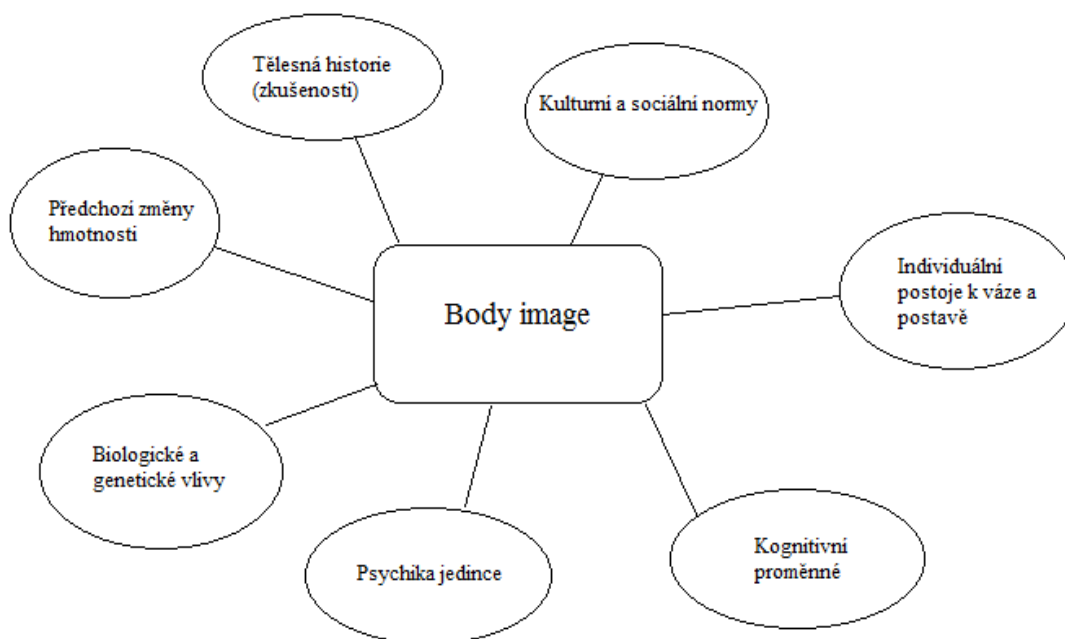 Tělesná historie
(zkušenosti)
Kulturní a sociální normy
Předchozí změny
hmotnosti
Individuální
postoje k váze a
postavě
Body image
Biologické a
genetické vlivy
Psychika jedince
Kognitivní
proměnné